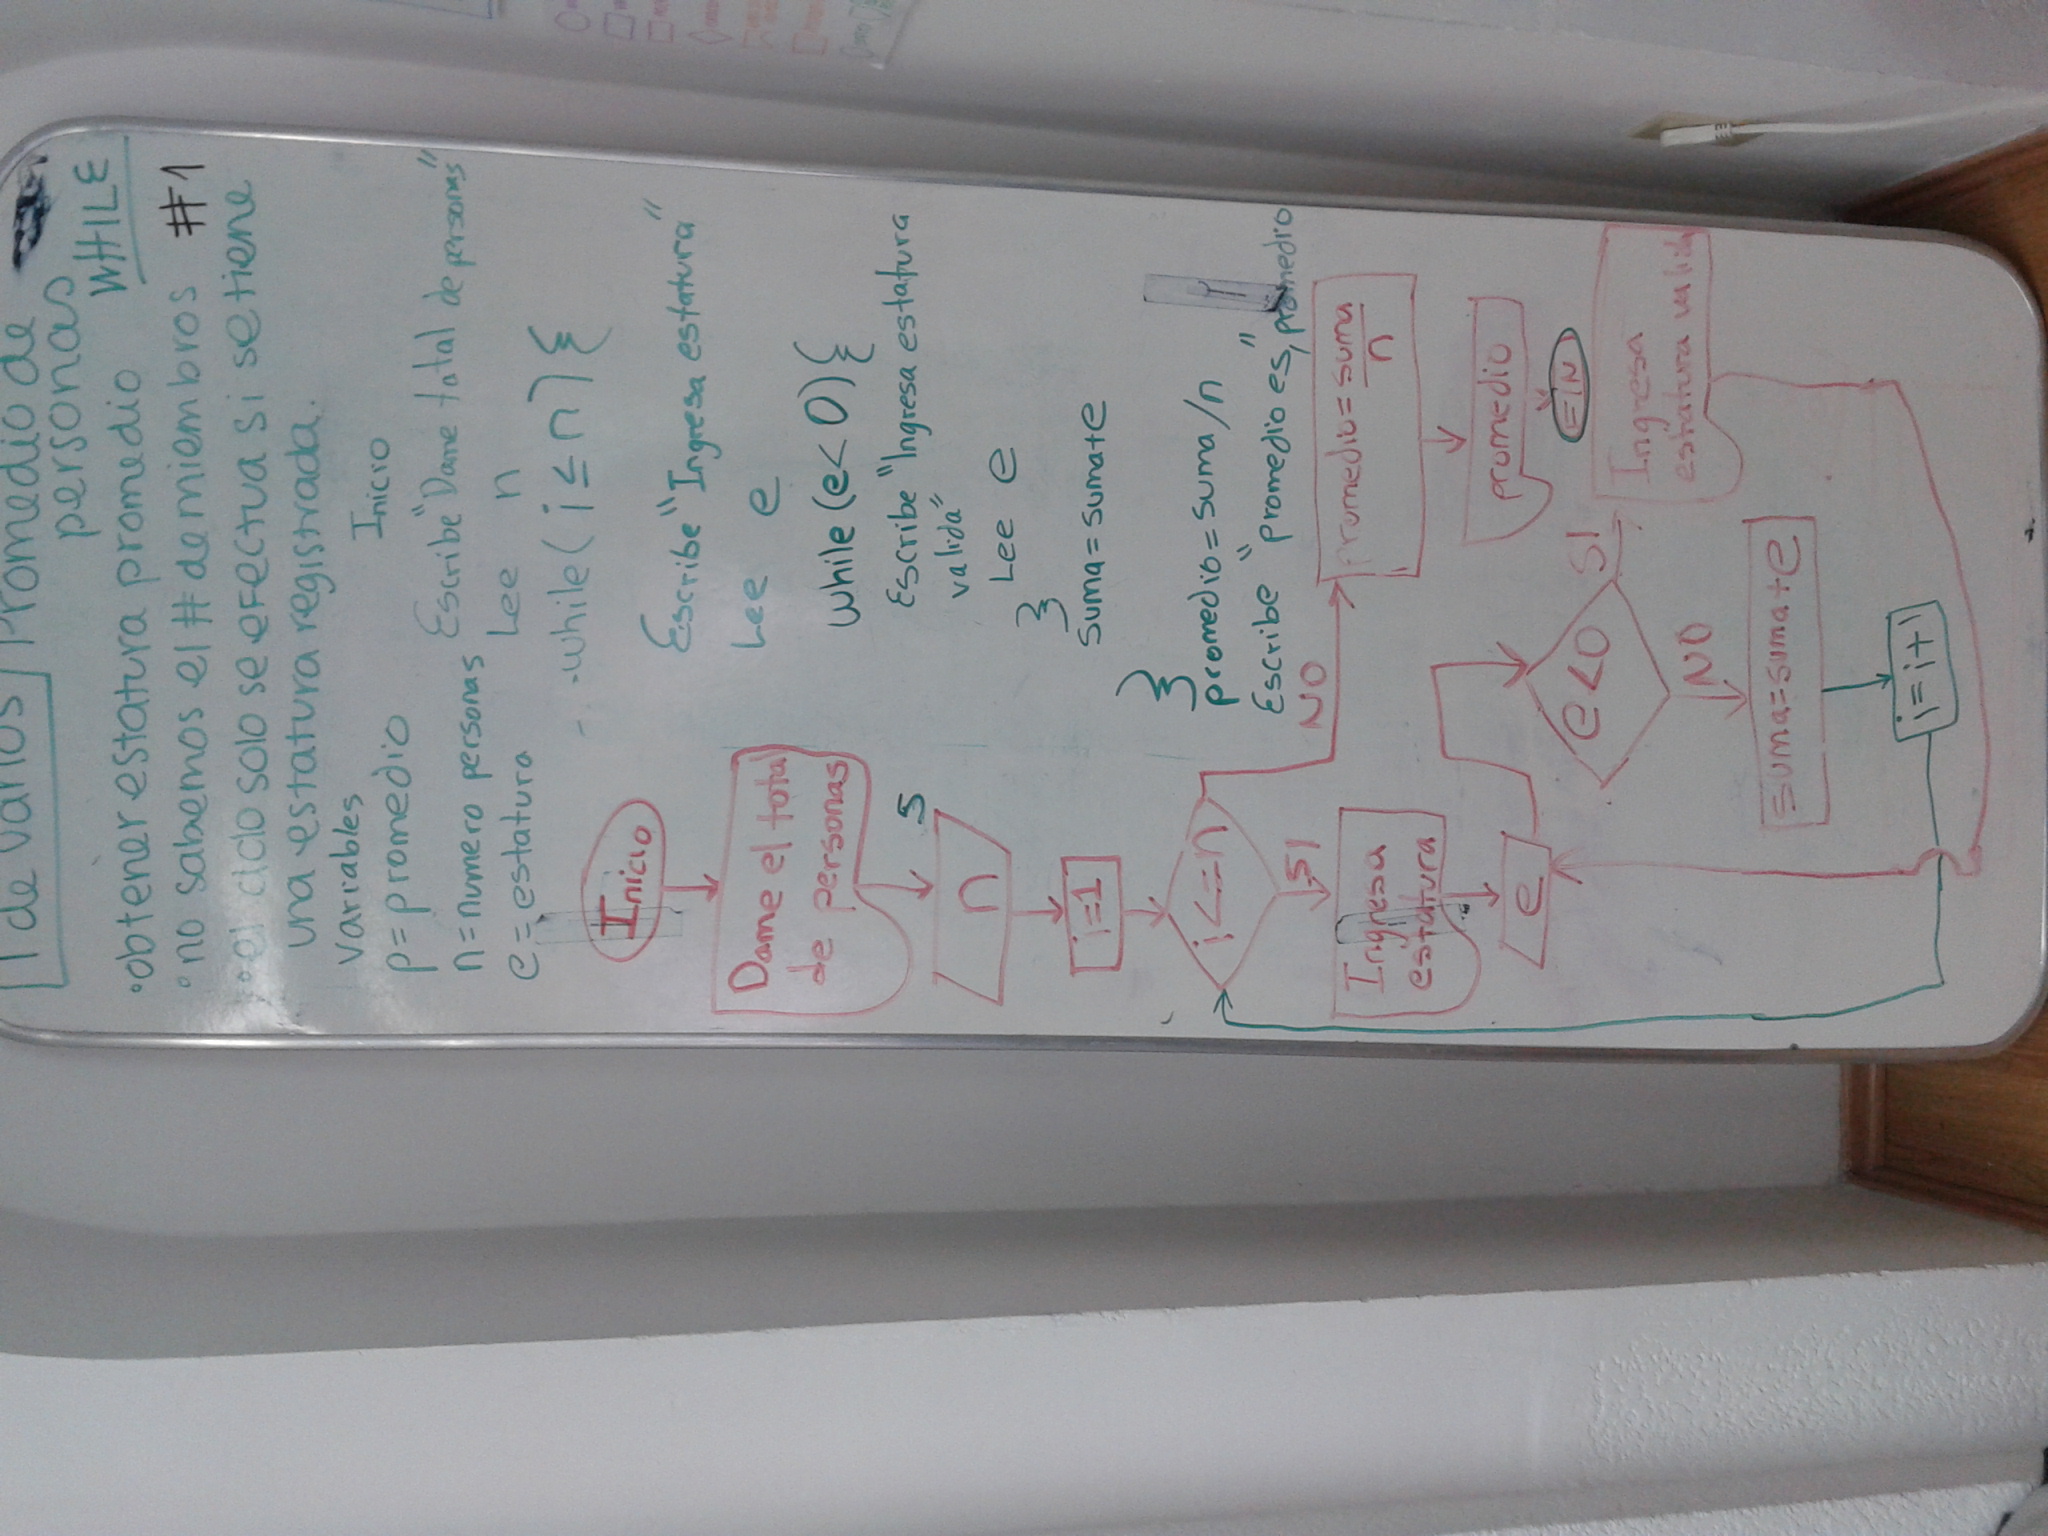 1 de varios Promedio de
personas
WHILE
•obtener estatura promedio
•no sabemos el # de miembros #1
•el ciclo solo se efectua si se tiene
una estatura registrada.
Variables
p=promedio
n=numero personas
e=estatura
Inicio
Escribe "Dame total de personas"
Lee n
while( i ≤ n ) {
Escribe "Ingresa estatura"
Lee e
while (e< 0) {
Escribe "Ingresa estatura
valida"
Lee e
}
suma= suma+e
}
promedio= suma/n
Escribe "promedio es," promedio
Inicio
Dame el total
de personas
5
n
i=1
i<=n
SI
NO
Ingresa
estatura
e
promedio= suma
n
promedio
FIN
e<0
SI
Ingresa
estatura valida
NO
suma=suma+e
i=i+1